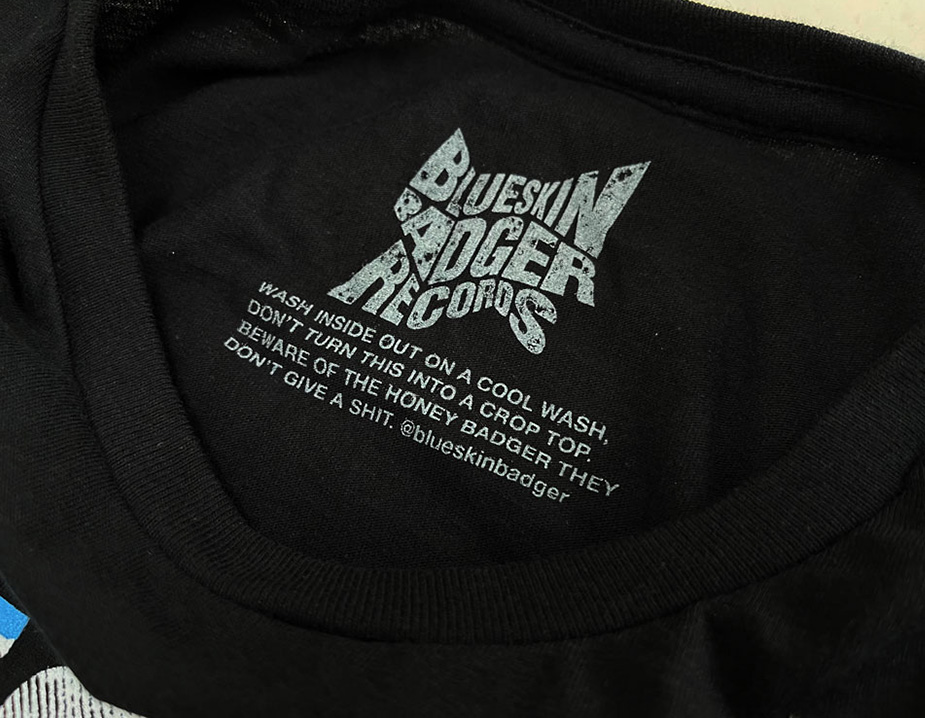 BLUESKIN
BADGER
RECORDS
WASH INSIDE OUT ON A COOL WASH,
DON'T TURN THIS INTO A CROP TOP.
BEWARE OF THE HONEY BADGER THEY
DON'T GIVE A SHIT. @blueskinbadger